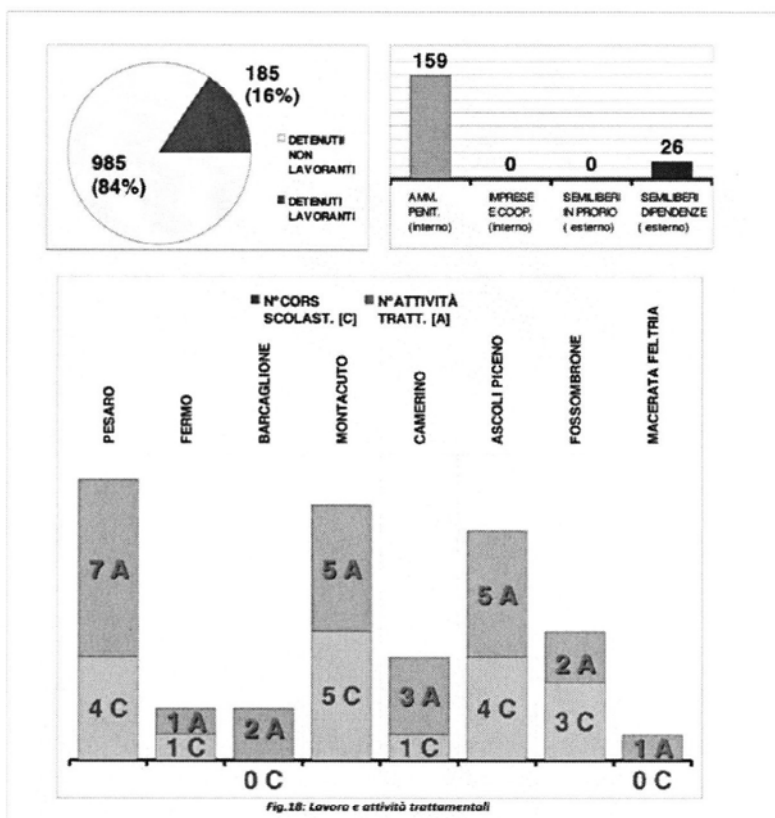 185
(16%)
985
(84%)
DETENUTI
NON
LAVORANTI
DETENUTI
LAVORANTI
159
0
0
26
AMM.
PENIT.
(interno)
IMPRESE
E COOP.
(interno)
SEMILIBERI
IN PRORIO
( esterno)
SEMILIBERI
DIPENDENZE
( esterno)
N°CORS
SCOLAST. [C]
N°ATTIVITÀ
TRATT. [A]
PESARO
FERMO
BARCAGLIONE
MONTACUTO
CAMERINO
ASCOLI PICENO
FOSSOMBRONE
MACERATA FELTRIA
7 A
4 C
1 A
1 C
2 A
0 C
5 A
5 C
3 A
1 C
5 A
4 C
2 A
3 C
1 A
0 C
Fig.18: Lavoro e attività trattamentali